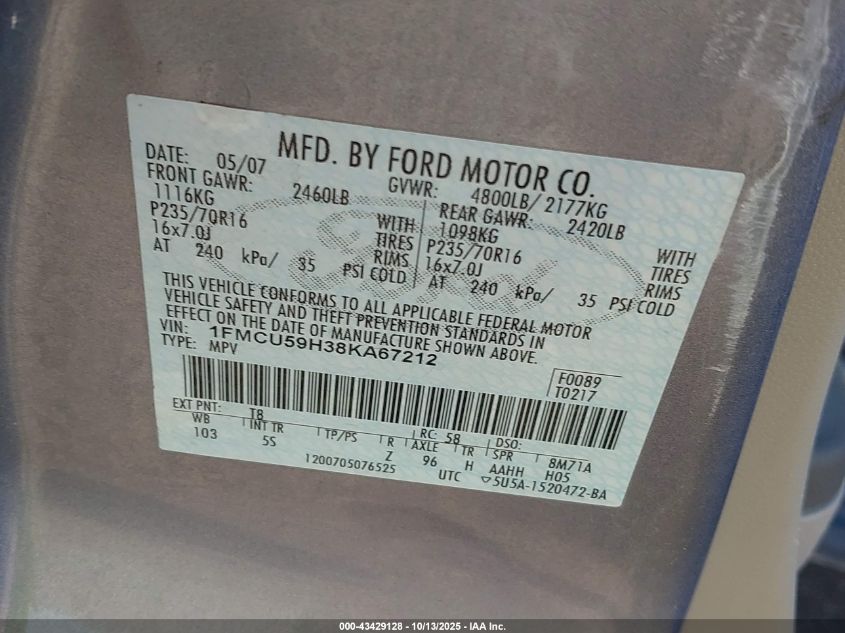 MFD. BY FORD MOTOR CO.
DATE: 05/07 GVWR: 4800LB/ 2177KG
FRONT GAWR: 2460LB REAR GAWR: 2420LB
1116KG WITH 1098KG WITH
P235/70R16 TIRES P235/70R16 TIRES
16x7.0J RIMS 16x7.0J RIMS
AT 240 kPa/ 35 PSI COLD AT 240 kPa/ 35 PSI COLD
THIS VEHICLE CONFORMS TO ALL APPLICABLE FEDERAL MOTOR
VEHICLE SAFETY AND THEFT PREVENTION STANDARDS IN
EFFECT ON THE DATE OF MANUFACTURE SHOWN ABOVE.
VIN: 1FMCU59H38KA67212
TYPE: MPV
F0089
T0217
EXT PNT: T8 RC: 58 DSO:
WB INT TR TP/PS R AXLE TR SPR 8M71A
103 5S Z 96 H AAHH H05
1200705076525 UTC ▽5U5A-1520472-BA
Ford
000-43429128 - 10/13/2025 - IAA Inc.